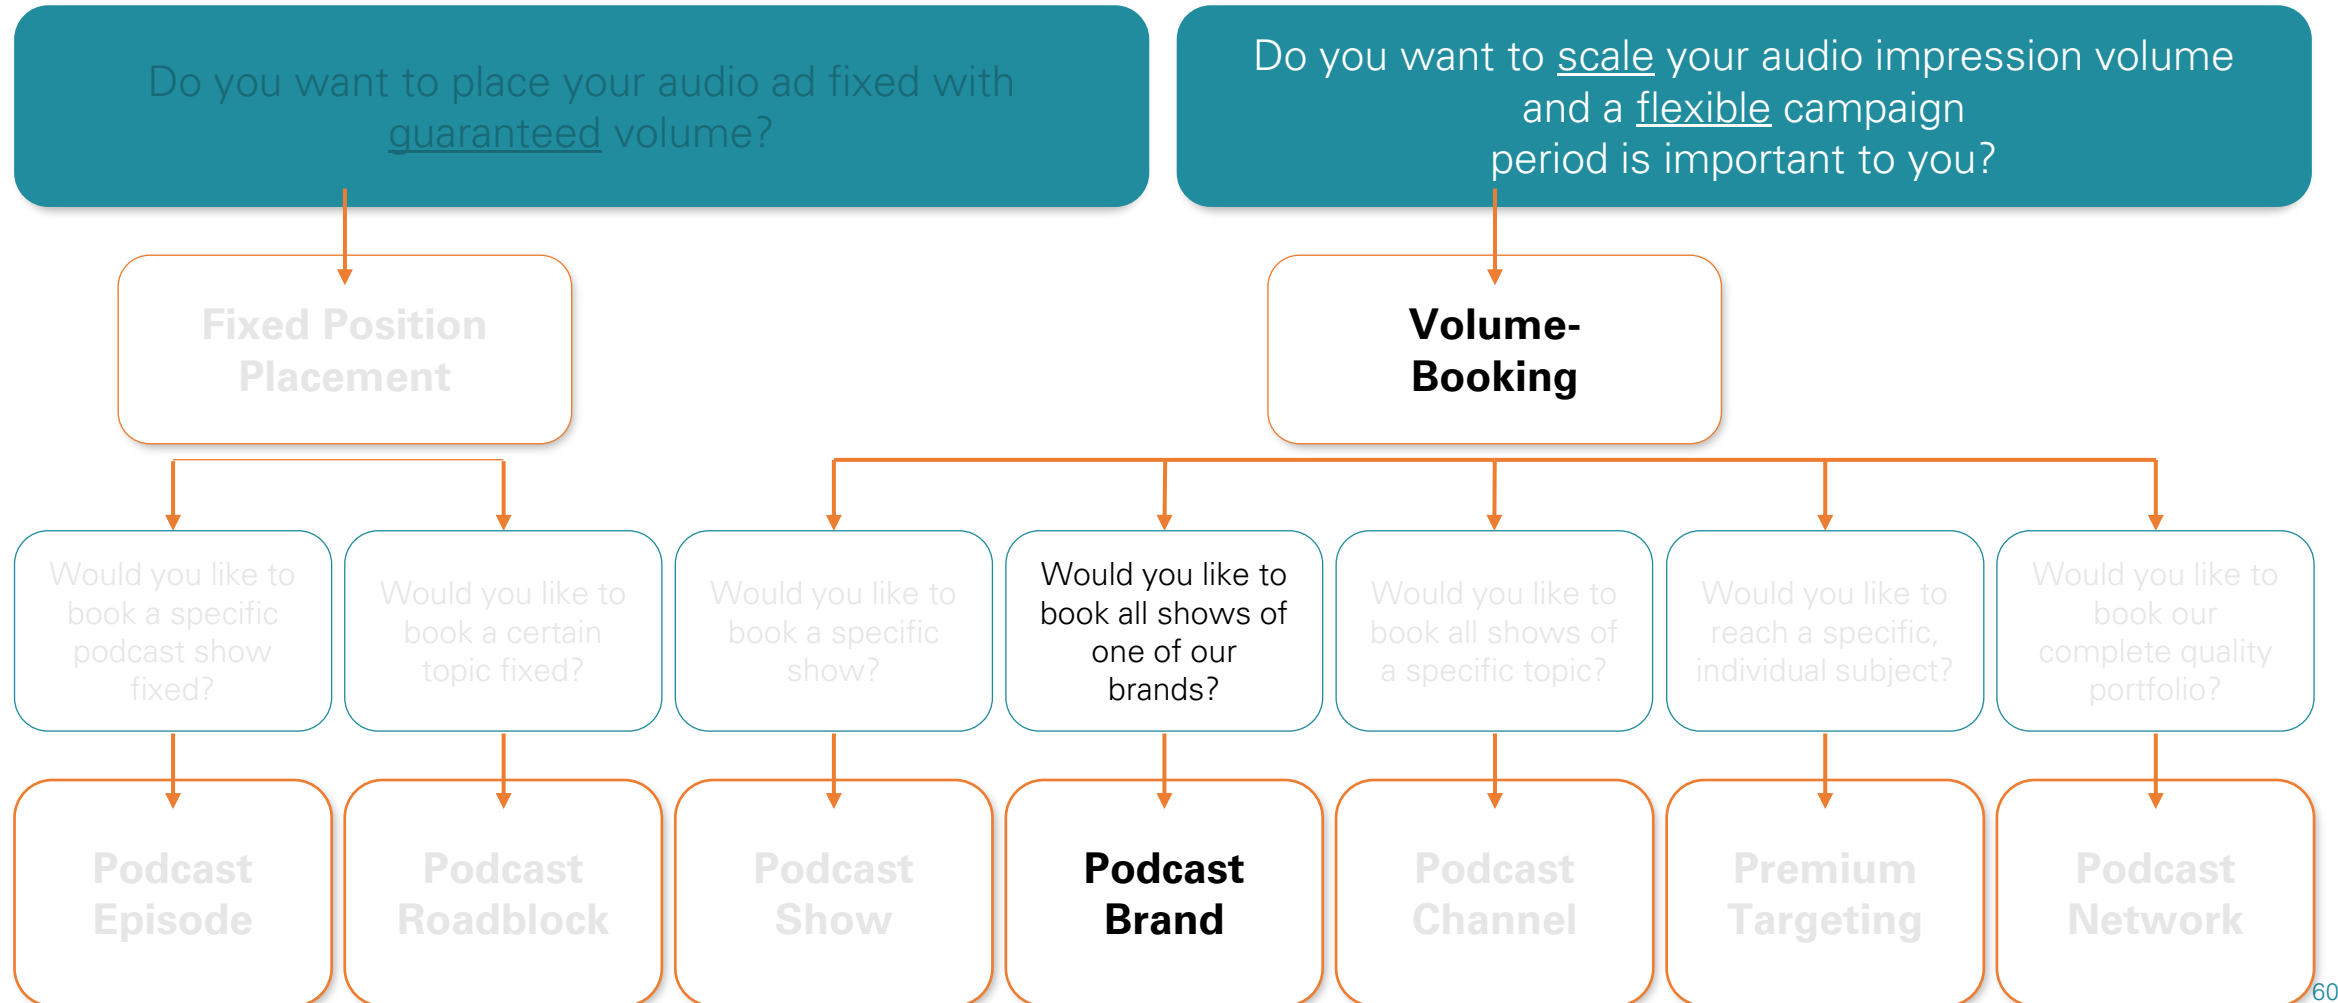 Do you want to place your audio ad fixed with
guaranteed volume?
Do you want to scale your audio impression volume
and a flexible campaign
period is important to you?
Fixed Position
Placement
Volume-
Booking
Would you like to
book a specific
podcast show
fixed?
Would you like to
book a certain
topic fixed?
Would you like to
book a specific
show?
Would you like to
book all shows of
one of our
brands?
Would you like to
book all shows of
a specific topic?
Would you like to
reach a specific,
individual subject?
Would you like to
book our
complete quality
portfolio?
Podcast
Episode
Podcast
Roadblock
Podcast
Show
Podcast
Brand
Podcast
Channel
Premium
Targeting
Podcast
Network
60